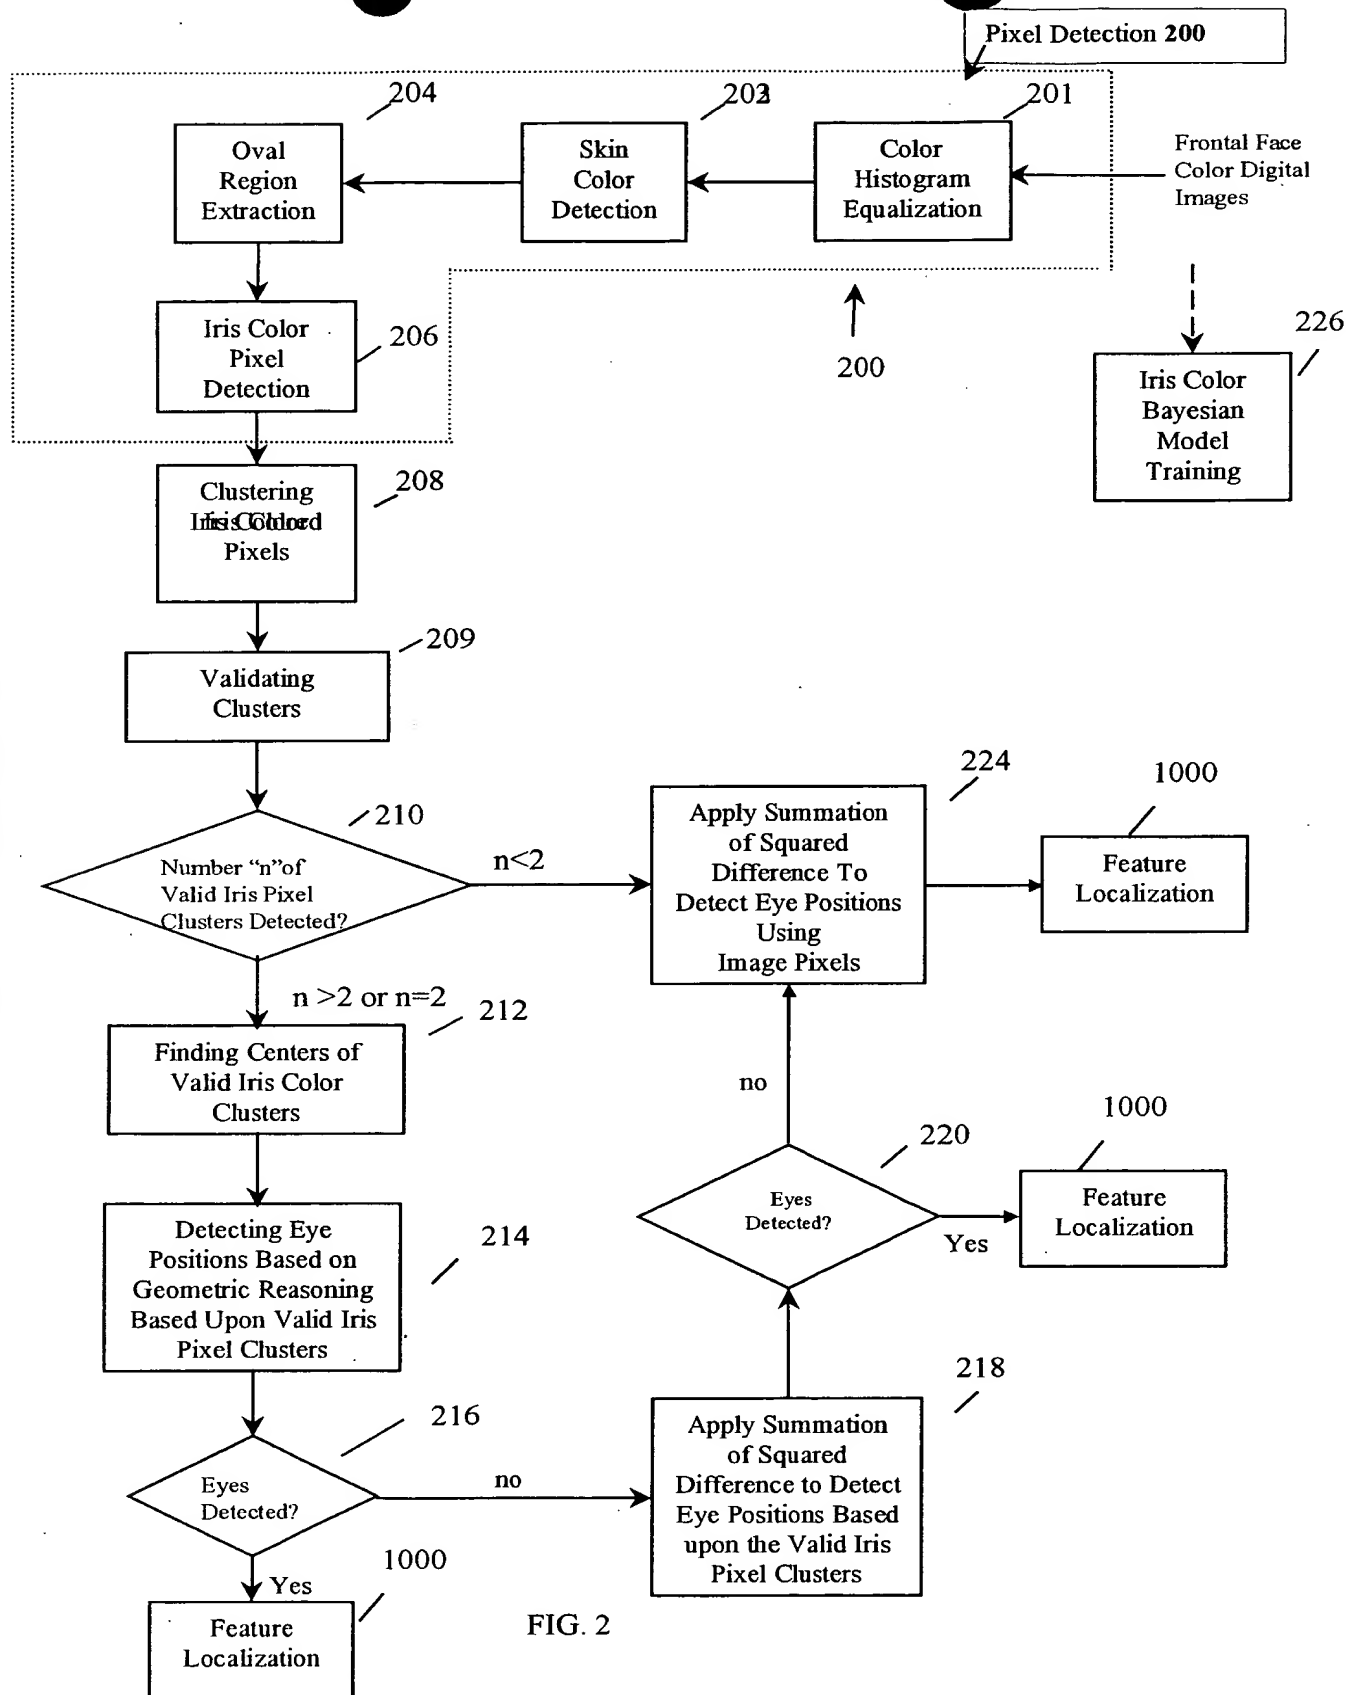 Pixel Detection 200
204
201
Oval
Region
Extraction
Skin
Color
Detection
Color
Histogram
Equalization
Frontal Face
Color Digital
Images
Iris Color
Pixel
Detection
206
200
226
Iris Color
Bayesian
Model
Training
Clustering
Iris Colored
Pixels
208
209
Validating
Clusters
210
Number “n”of
Valid Iris Pixel
Clusters Detected?
n<2
n >2 or n=2
224
Apply Summation
of Squared
Difference To
Detect Eye Positions
Using
Image Pixels
1000
Feature
Localization
212
Finding Centers of
Valid Iris Color
Clusters
no
220
Eyes
Detected?
Yes
1000
Feature
Localization
214
Detecting Eye
Positions Based on
Geometric Reasoning
Based Upon Valid Iris
Pixel Clusters
216
Eyes
Detected?
no
Yes
218
Apply Summation
of Squared
Difference to Detect
Eye Positions Based
upon the Valid Iris
Pixel Clusters
1000
Feature
Localization
FIG. 2